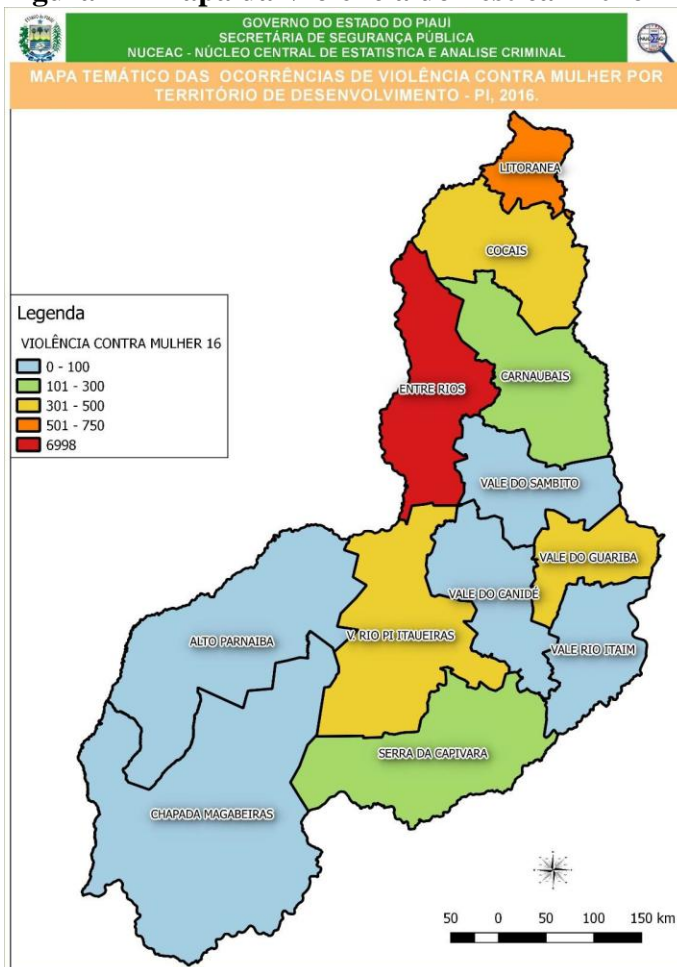 GOVERNO DO ESTADO DO PIAUÍ
SECRETÁRIA DE SEGURANÇA PÚBLICA
NUCEAC - NÚCLEO CENTRAL DE ESTATISTICA E ANALISE CRIMINAL
MAPA TEMÁTICO DAS OCORRÊNCIAS DE VIOLÊNCIA CONTRA MULHER POR
TERRITÓRIO DE DESENVOLVIMENTO - PI, 2016.
LITORANEA
COCAIS
Legenda
VIOLÊNCIA CONTRA MULHER 16
0 - 100
101 - 300
301 - 500
501 - 750
6998
CARNAUBAIS
ENTRE RIOS
VALE DO SAMBITO
VALE DO GUARIBA
VALE DO CANIDÉ
ALTO PARNAIBA
V. RIO PI ITAUEIRAS
VALE RIO ITAIM
SERRA DA CAPIVARA
CHAPADA MAGABEIRAS
50 0 50 100 150 km